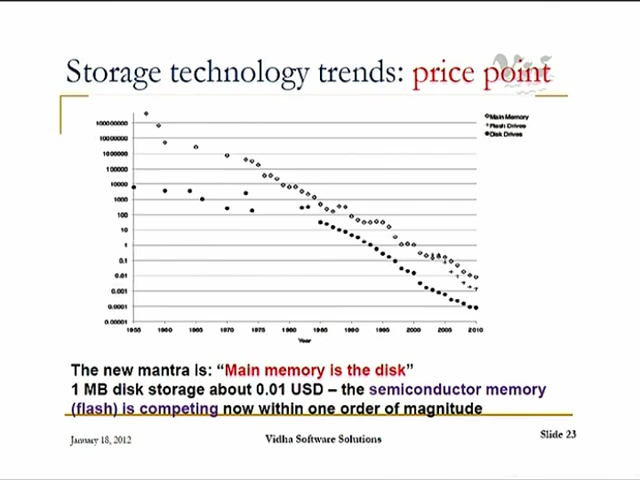 Storage technology trends: price point
Main Memory
Flash Drives
Disk Drives
100000000
10000000
1000000
100000
10000
1000
100
10
1
0.1
0.01
0.001
0.0001
0.00001
1955 1960 1965 1970 1975 1980 1985 1990 1995 2000 2005 2010
Year
The new mantra is: “Main memory is the disk”
1 MB disk storage about 0.01 USD – the semiconductor memory
(flash) is competing now within one order of magnitude
January 18, 2012 Vidha Software Solutions Slide 23